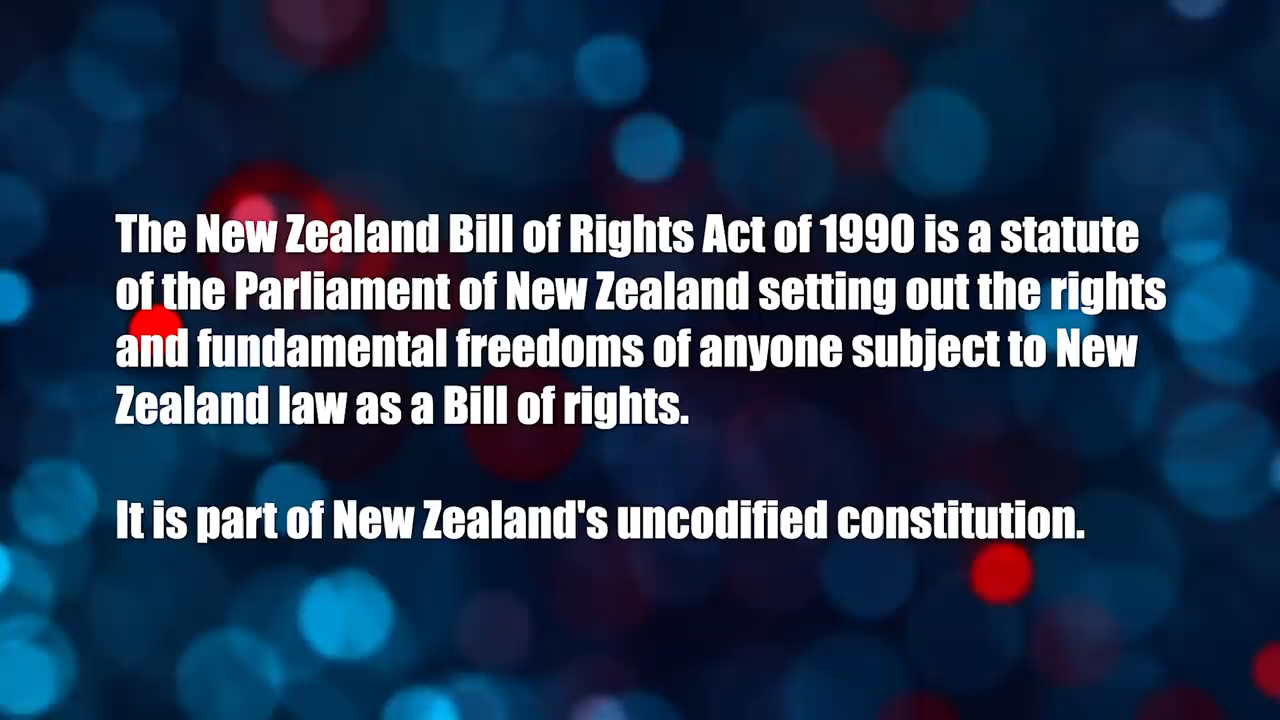 The New Zealand Bill of Rights Act of 1990 is a statute
of the Parliament of New Zealand setting out the rights
and fundamental freedoms of anyone subject to New
Zealand law as a Bill of rights.
It is part of New Zealand's uncodified constitution.